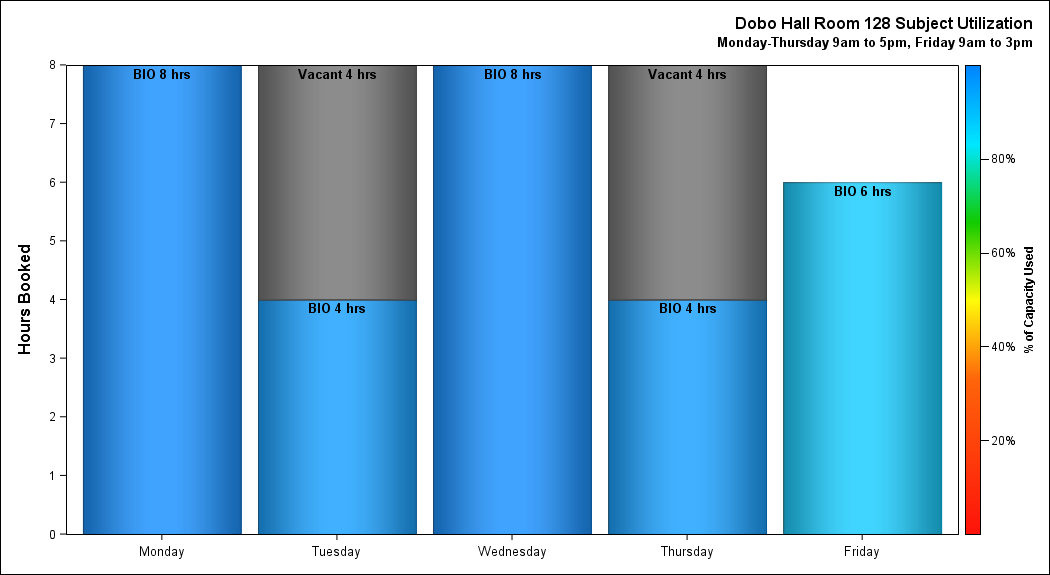 Dobo Hall Room 128 Subject Utilization
Monday-Thursday 9am to 5pm, Friday 9am to 3pm
Hours Booked
8
7
6
5
4
3
2
1
0
BIO 8 hrs
Vacant 4 hrs
BIO 4 hrs
BIO 8 hrs
Vacant 4 hrs
BIO 4 hrs
BIO 6 hrs
Monday
Tuesday
Wednesday
Thursday
Friday
80%
60%
40%
20%
% of Capacity Used